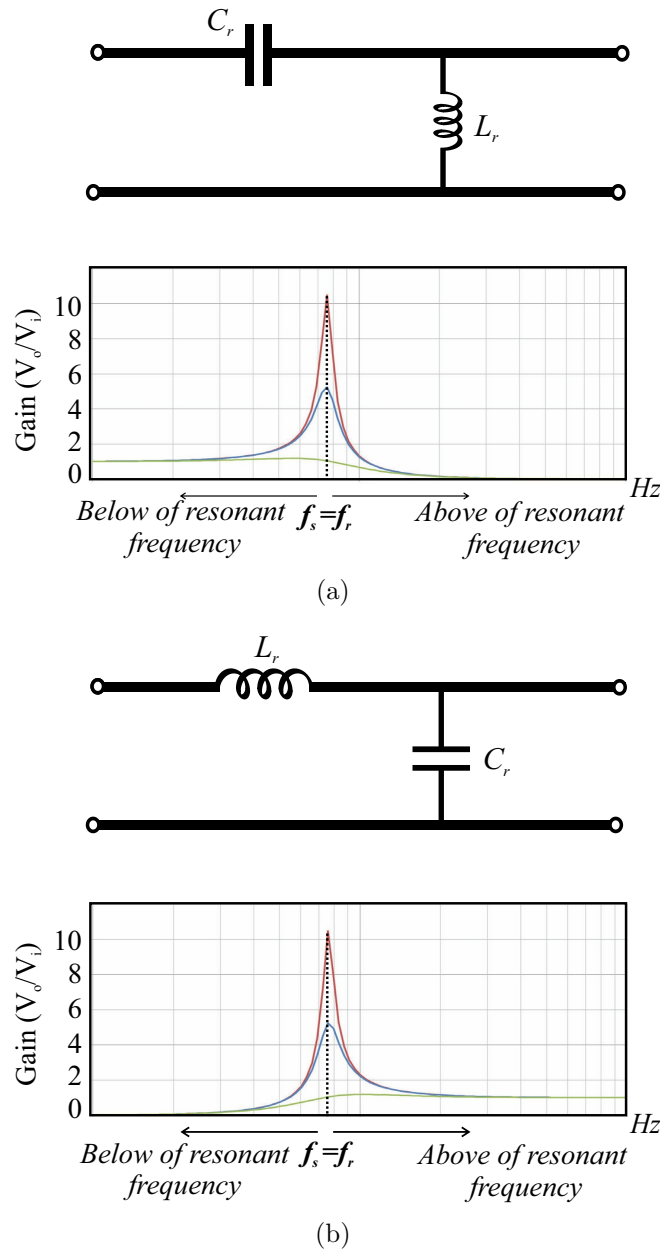 C_r
L_r
Gain (V_o/V_i)
10
8
6
4
2
0
Hz
Below of resonant frequency
f_s=f_r
Above of resonant frequency
(a)
L_r
C_r
Gain (V_o/V_i)
10
8
6
4
2
0
Hz
Below of resonant frequency
f_s=f_r
Above of resonant frequency
(b)